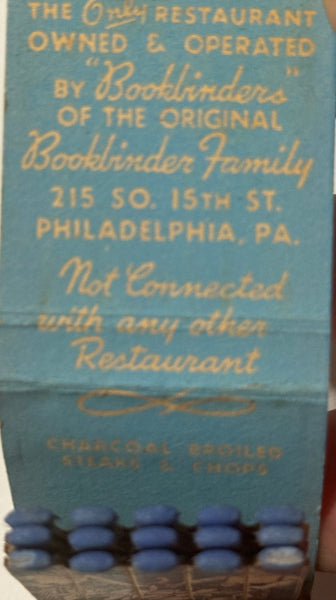 THE Only RESTAURANT
OWNED & OPERATED
BY "Bookbinders"
OF THE ORIGINAL
Bookbinder Family
215 SO. 15TH ST.
PHILADELPHIA, PA.
Not Connected
with any other
Restaurant
CHARCOAL BROILED
STEAKS & CHOPS